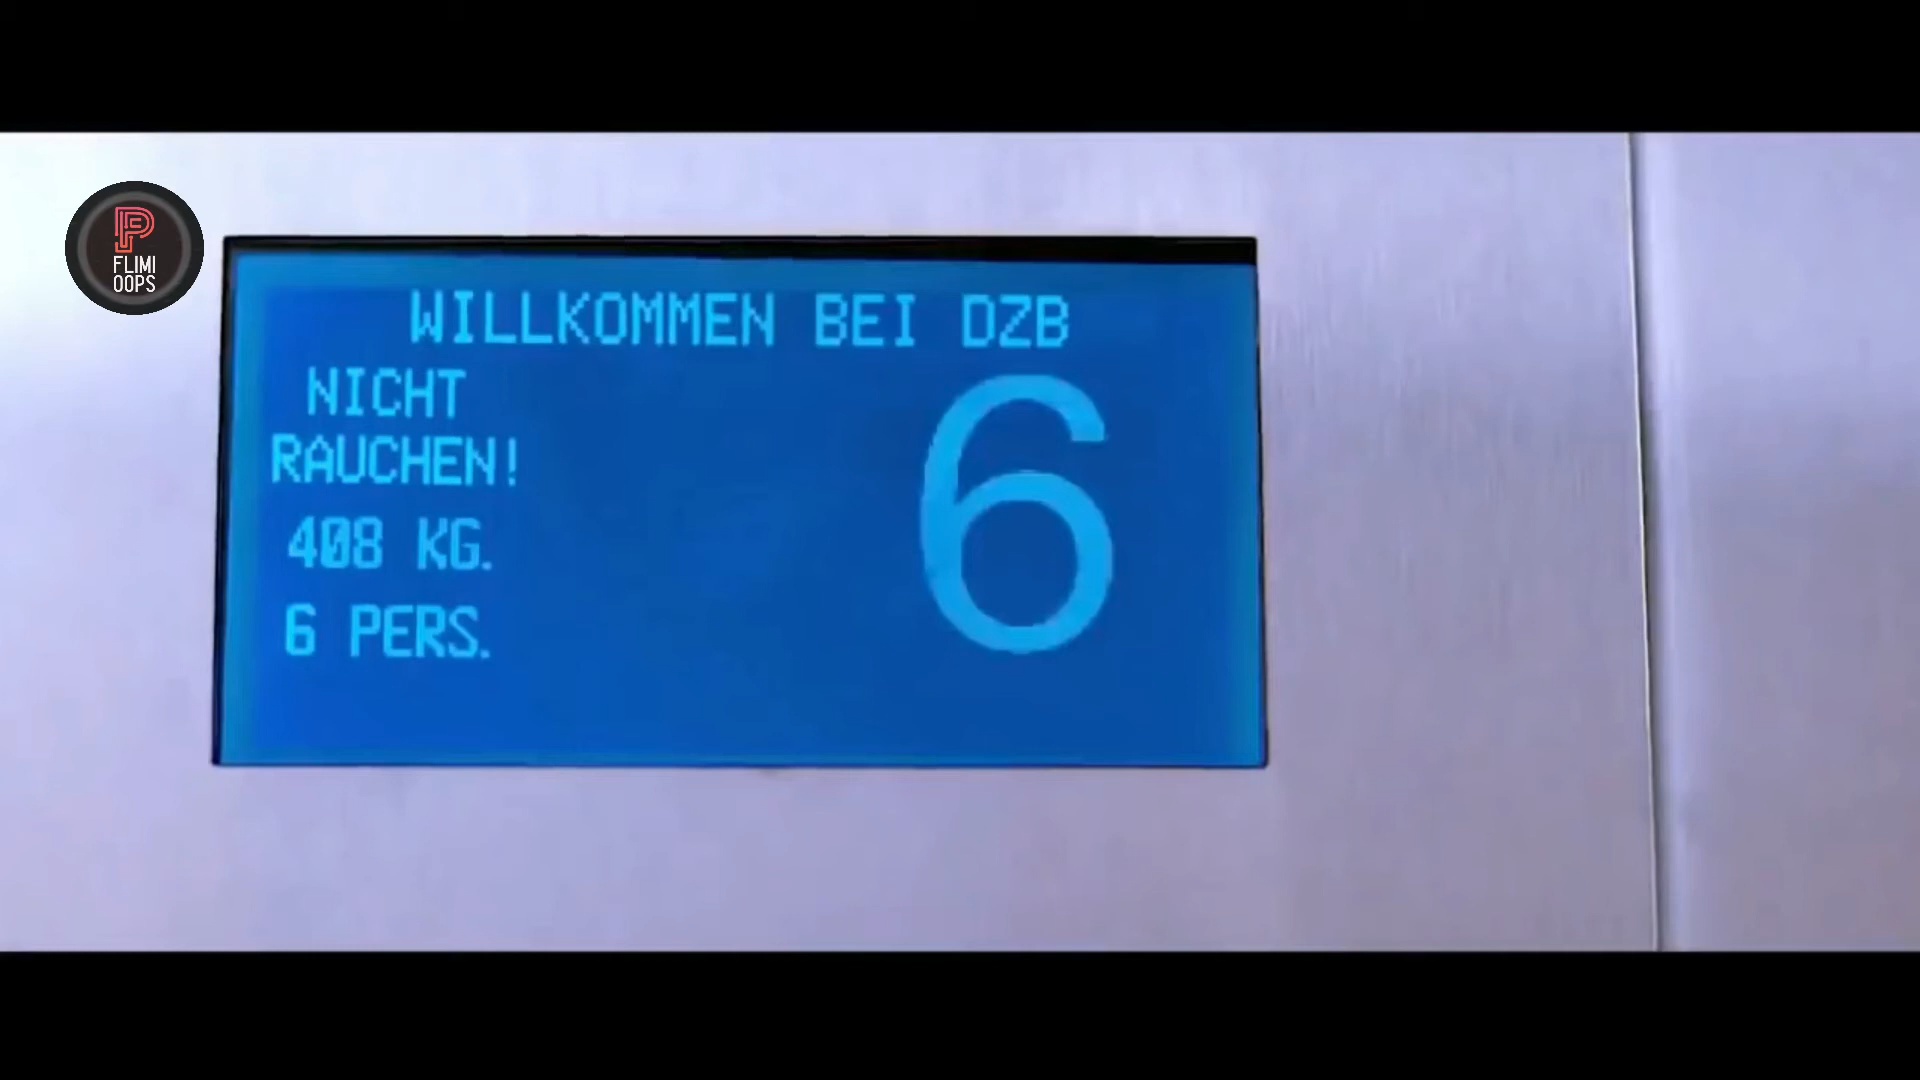 FLIMI
OOPS
WILLKOMMEN BEI DZB
NICHT
RAUCHEN!
408 KG.
6 PERS.
6